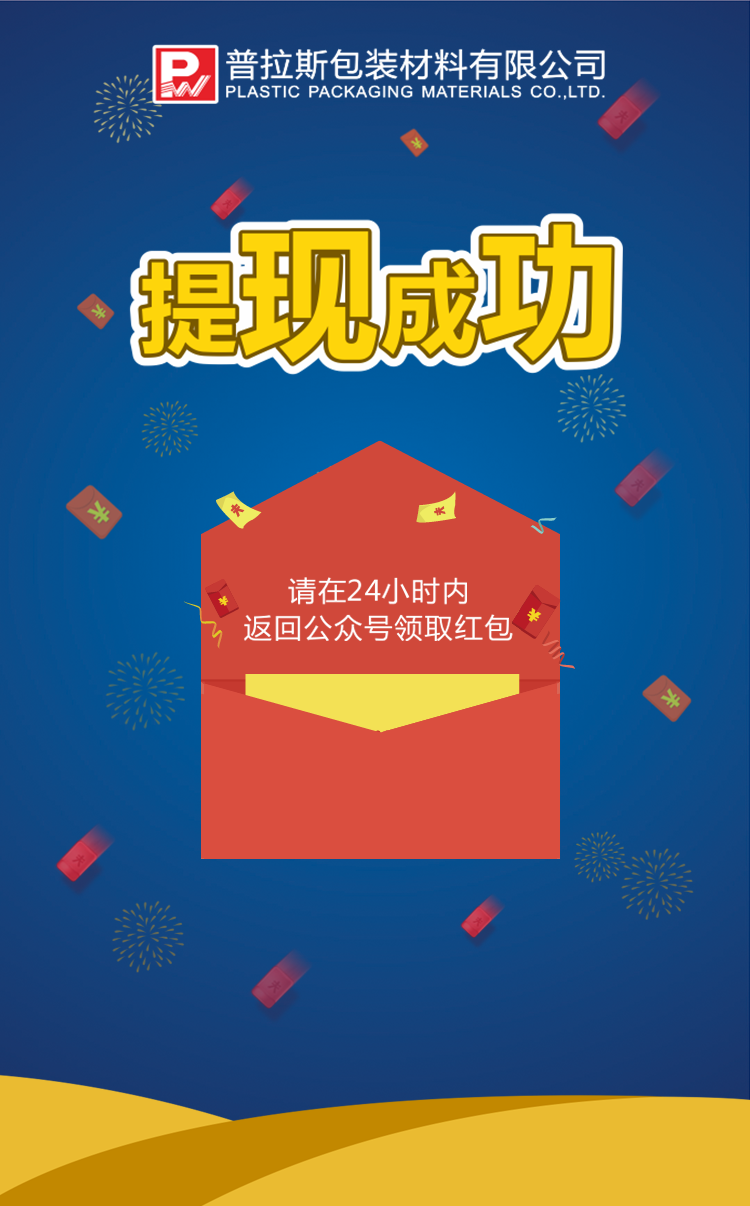 PW
普拉斯包装材料有限公司
PLASTIC PACKAGING MATERIALS CO.,LTD.
提现成功
请在24小时内
返回公众号领取红包